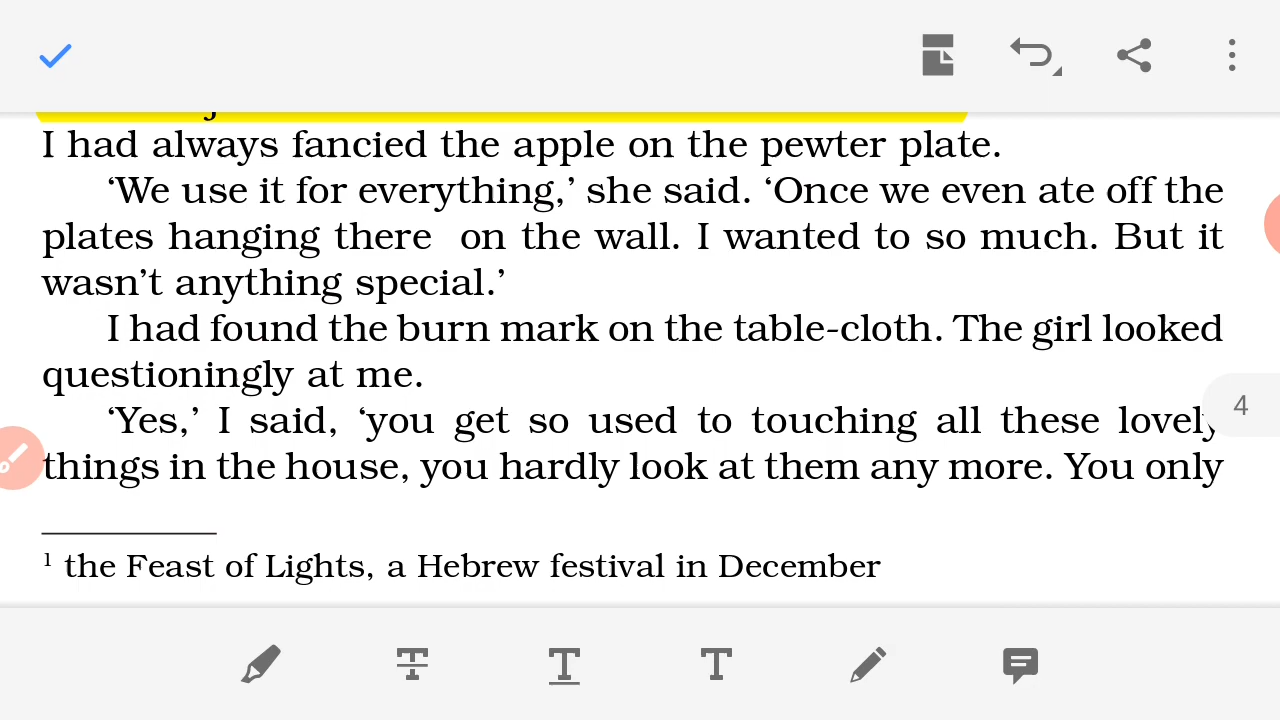 I had always fancied the apple on the pewter plate.
‘We use it for everything,’ she said. ‘Once we even ate off the
plates hanging there on the wall. I wanted to so much. But it
wasn’t anything special.’
I had found the burn mark on the table-cloth. The girl looked
questioningly at me.
‘Yes,’ I said, ‘you get so used to touching all these lovely
things in the house, you hardly look at them any more. You only
4
¹ the Feast of Lights, a Hebrew festival in December